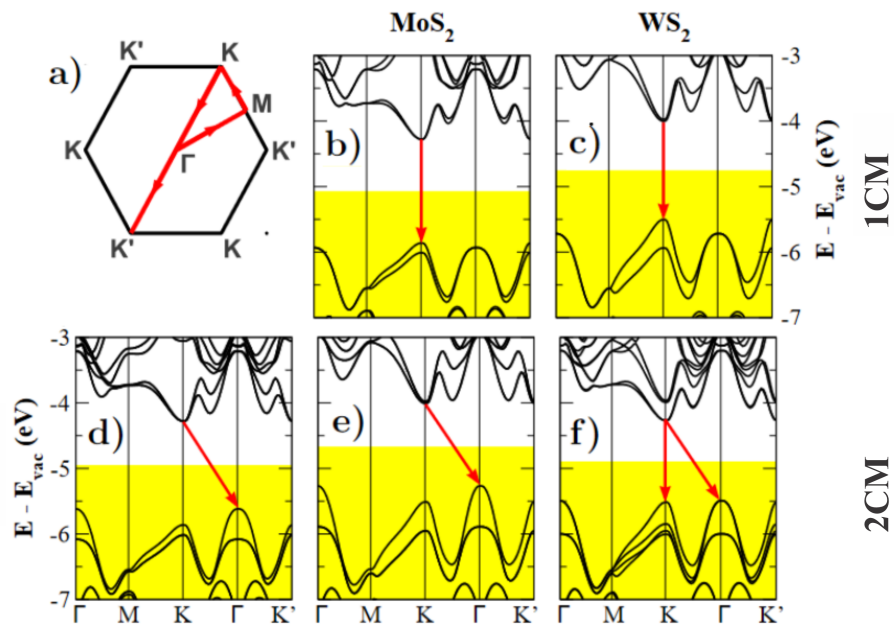 MoS2 WS2
a)
K' K
M
K Γ K'
K' K
b)
c)
-3
-4
-5
-6
-7
E - Evac (eV)
1CM
-3
-4
-5
-6
-7
E - Evac (eV)
d)
e)
f)
2CM
Γ M K Γ K'
Γ M K Γ K'
Γ M K Γ K'